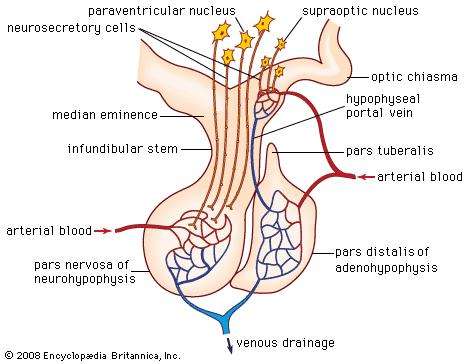 paraventricular nucleus
supraoptic nucleus
neurosecretory cells
optic chiasma
hypophyseal
portal vein
median eminence
infundibular stem
pars tuberalis
arterial blood
arterial blood
pars distalis of
adenohypophysis
pars nervosa of
neurohypophysis
venous drainage
© 2008 Encyclopædia Britannica, Inc.